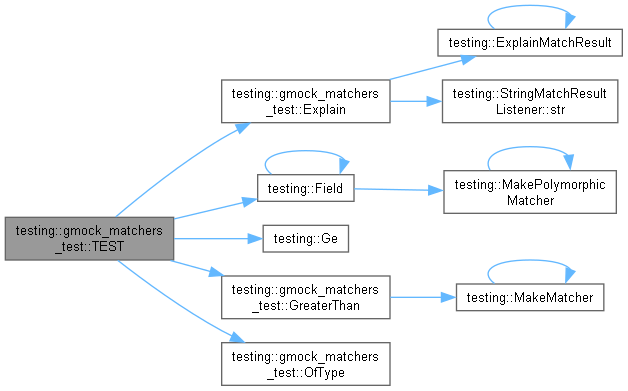 testing::ExplainMatchResult
testing::gmock_matchers
_test::Explain
testing::StringMatchResult
Listener::str
testing::Field
testing::MakePolymorphic
Matcher
testing::gmock_matchers
_test::TEST
testing::Ge
testing::gmock_matchers
_test::GreaterThan
testing::MakeMatcher
testing::gmock_matchers
_test::OfType